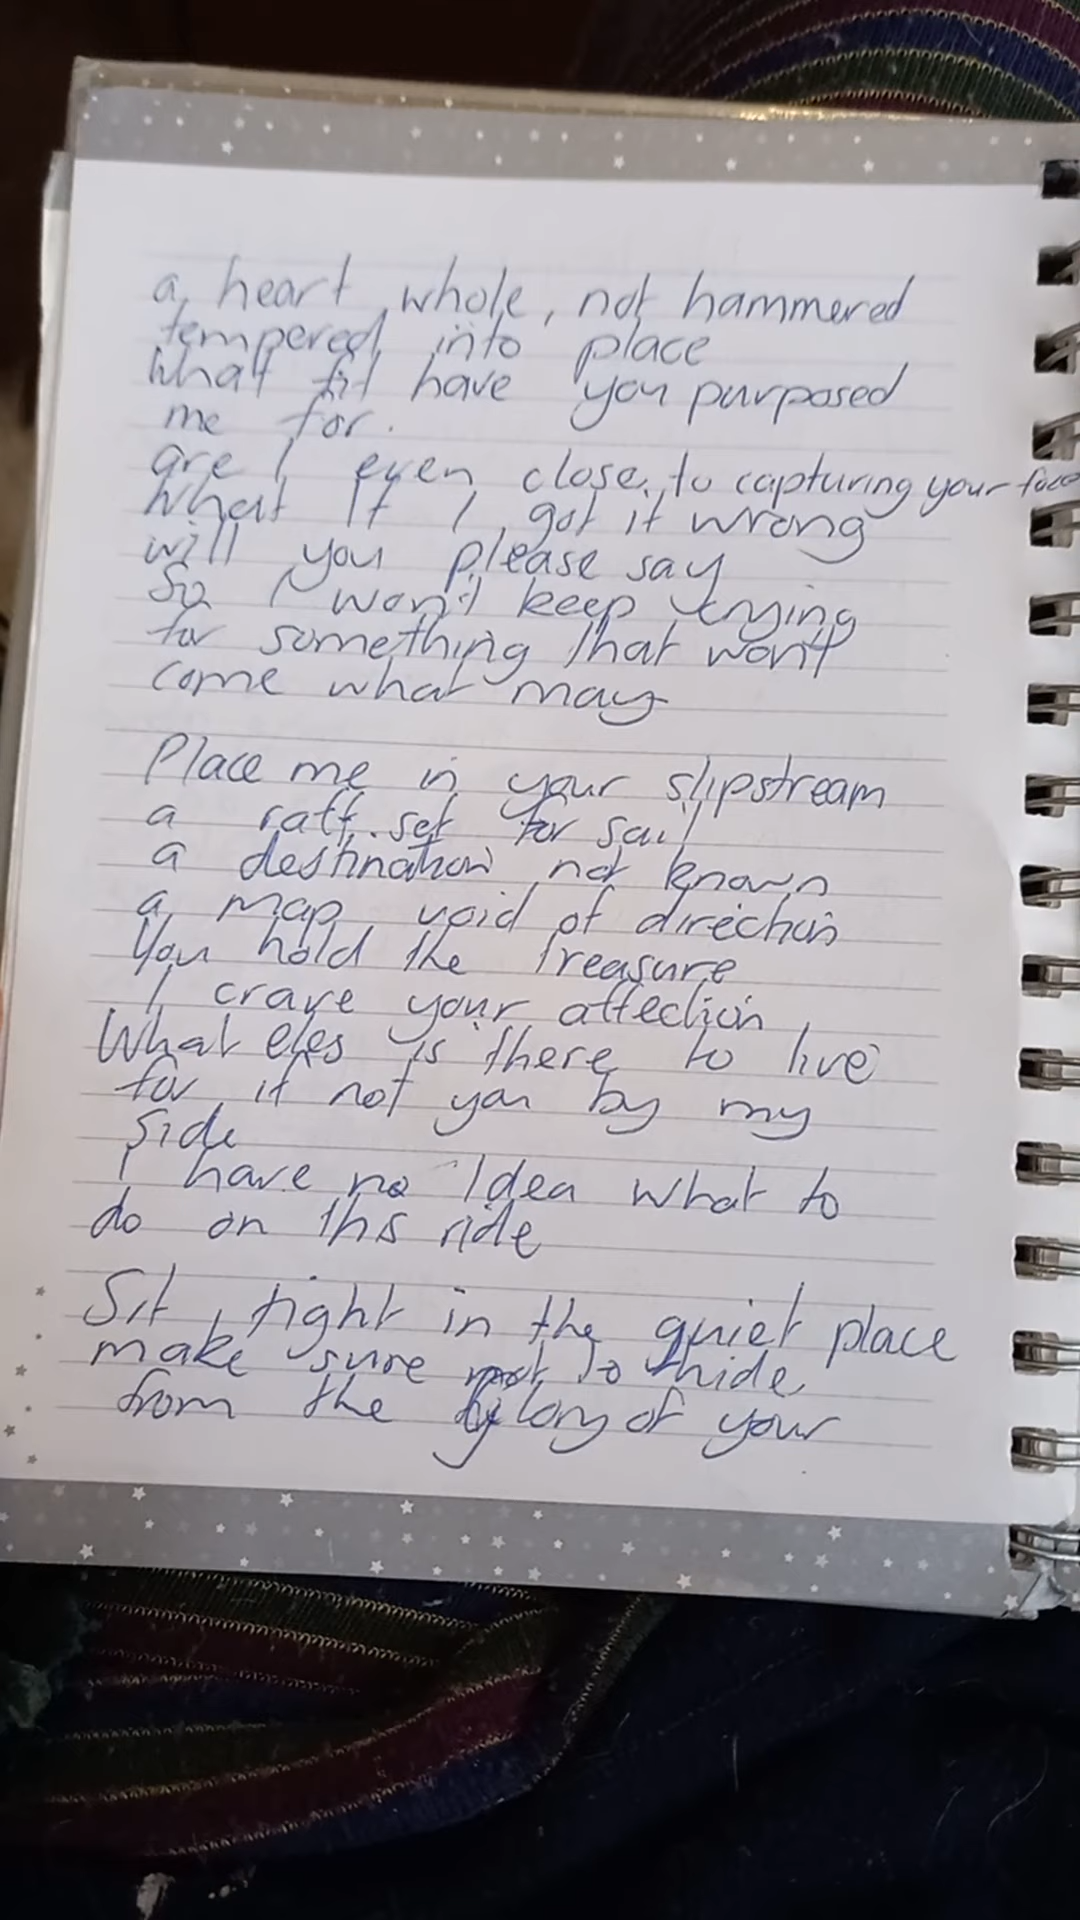 a heart whole, not hammered
tempered into place
what fit have you purposed
me for.
are I even close to capturing your face
what if I got it wrong
will you please say
So I won't keep trying
for something that won't
come what may
Place me in your slipstream
a raft set for sail
a destination not known
a map void of direction
You hold the treasure
I crave your affection
What eles is there to live
for if not you by my
side
I have no Idea what to
do on this ride
Sit tight in the quiet place
make sure not to hide
from the of your